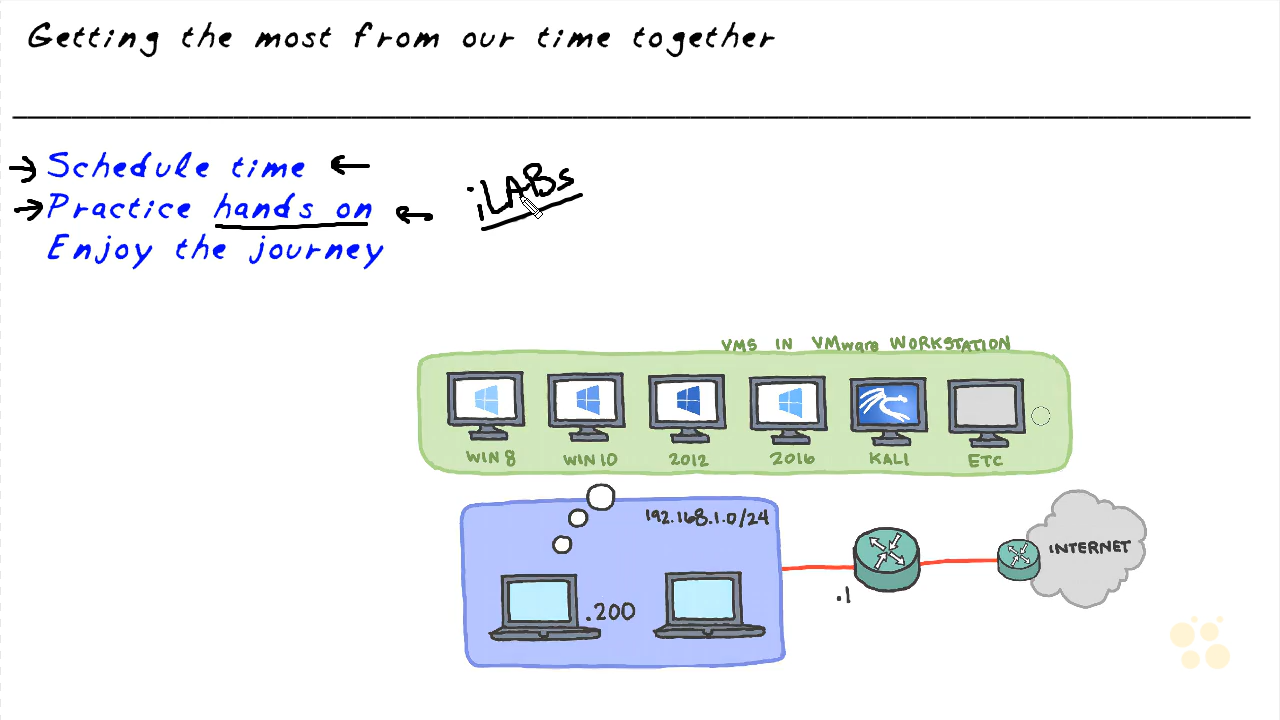 Getting the most from our time together
Schedule time
Practice hands on
Enjoy the journey
iLABs
VMS IN VMware WORKSTATION
WIN 8 WIN 10 2012 2016 KALI ETC
192.168.1.0/24
INTERNET
.200
.1